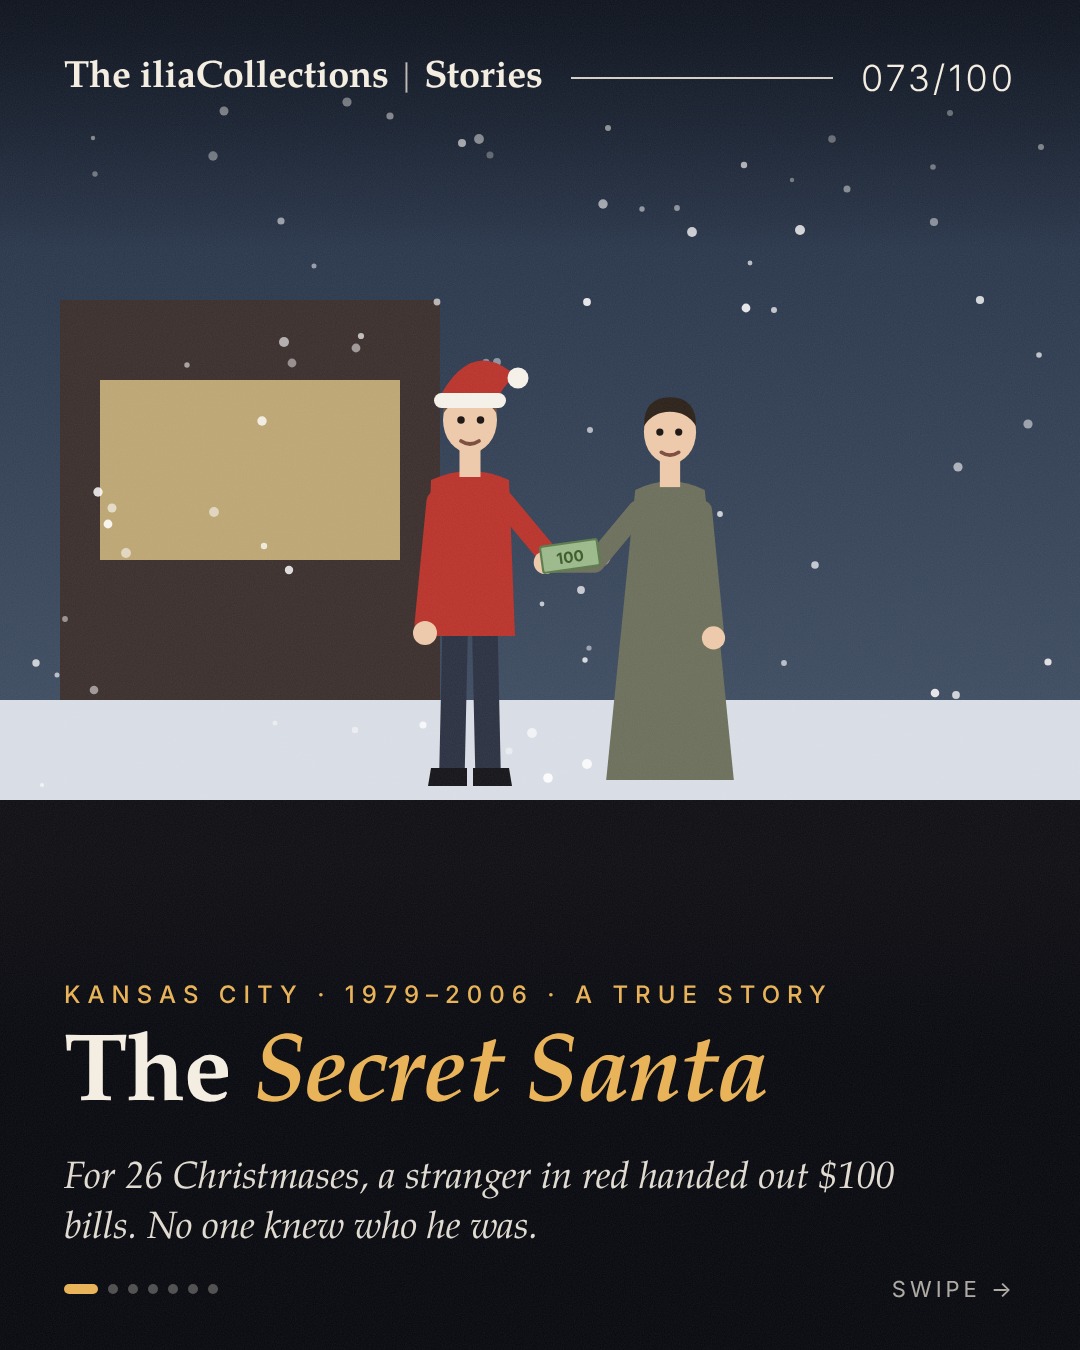 The iliaCollections | Stories 073/100
100
KANSAS CITY · 1979–2006 · A TRUE STORY
The Secret Santa
For 26 Christmases, a stranger in red handed out $100
bills. No one knew who he was.
SWIPE →